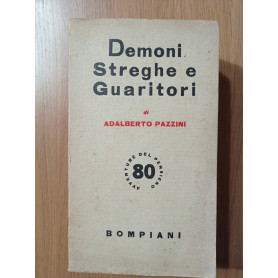 Demoni
Streghe e
Guaritori
di
ADALBERTO PAZZINI
AVVENTURE DEL PENSIERO
80
BOMPIANI